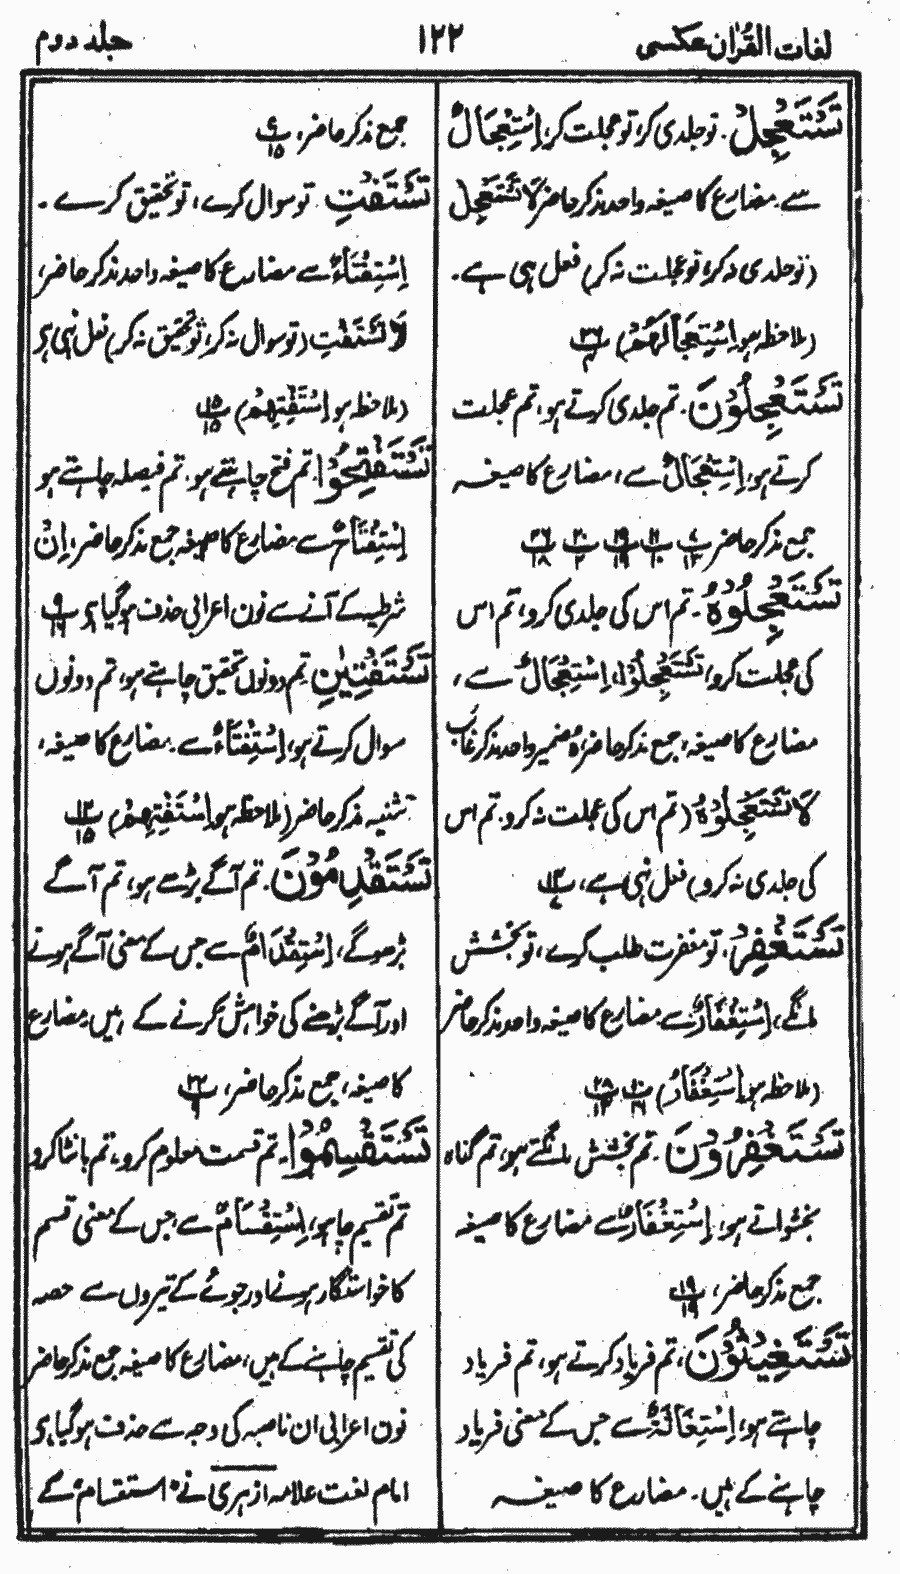 لغات القرآن عکسی
۱۲۲
جلد دوم
تَسْتَعْجِلْ۔ تو جلدی کر، تو عجلت کر، اِسْتِعْجَالٌ
سے۔ مضارع کا صیغہ واحد مذکر حاضر لَا تَسْتَعْجِلْ
(تو جلدی نہ کر، تو عجلت نہ کر) فعل نہی ہے۔
(ملاحظہ ہو اِسْتِعْجَالَهُمْ)
تَسْتَعْجِلُوْنَ۔ تم جلدی کرتے ہو، تم عجلت
کرتے ہو، اِسْتِعْجَالٌ سے، مضارع کا صیغہ
جمع مذکر حاضر
تَسْتَعْجِلُوْهُ۔ تم اس کی جلدی کرو، تم اس
کی عجلت کرو، تَسْتَعْجِلُوْا، اِسْتِعْجَالٌ سے،
مضارع کا صیغہ، جمع مذکر حاضر، هُ ضمیر واحد مذکر غائب
لَا تَسْتَعْجِلُوْهُ (تم اس کی عجلت نہ کرو۔ تم اس
کی جلدی نہ کرو) فعل نہی ہے،
تَسْتَغْفِرْ، تو مغفرت طلب کرے، تو بخشش
مانگے، اِسْتِغْفَارٌ سے مضارع کا صیغہ واحد مذکر حاضر
(ملاحظہ ہو اِسْتِغْفَارُ)
تَسْتَغْفِرُوْنَ۔ تم بخشش مانگتے ہو، تم گناہ
بخشواتے ہو، اِسْتِغْفَارٌ سے مضارع کا صیغہ
جمع مذکر حاضر،
تَسْتَغِيْثُوْنَ، تم فریاد کرتے ہو، تم فریاد
چاہتے ہو، اِسْتِغَاثَةٌ سے جس کے معنی فریاد
چاہنے کے ہیں۔ مضارع کا صیغہ
جمع مذکر حاضر،
تَسْتَفْتِ۔ تو سوال کرے، تو تحقیق کرے۔
اِسْتِفْتَاءٌ سے مضارع کا صیغہ واحد مذکر حاضر،
لَا تَسْتَفْتِ (تو سوال نہ کر، تو تحقیق نہ کر) فعل نہی ہے
(ملاحظہ ہو اِسْتَفْتِهِمْ)
تَسْتَفْتِحُوْا۔ تم فتح چاہتے ہو۔ تم فیصلہ چاہتے ہو
اِسْتِفْتَاحٌ سے مضارع کا صیغہ جمع مذکر حاضر، اِنْ
شرطیہ کے آنے سے نون اعرابی حذف ہو گیا ہے
تَسْتَفْتِيٰنِ تم دونوں تحقیق چاہتے ہو، تم دونوں
سوال کرتے ہو، اِسْتِفْتَاءٌ سے۔ مضارع کا صیغہ،
تثنیہ مذکر حاضر (ملاحظہ ہو اِسْتَفْتِهِمْ)
تَسْتَقْدِمُوْنَ۔ تم آگے بڑھے ہو، تم آگے
بڑھو گے، اِسْتِقْدَامٌ سے جس کے معنی آگے ہونے
اور آگے بڑھنے کی خواہش کرنے کے ہیں۔ مضارع
کا صیغہ، جمع مذکر حاضر،
تَسْتَقْسِمُوْا۔ تم قسمت معلوم کرو، تم بانٹا کرو
تم تقسیم چاہو، اِسْتِقْسَامٌ سے، جس کے معنی قسم
کا خواستگار ہونے اور جوئے کے تیروں سے حصہ
کی تقسیم چاہنے کے ہیں، مضارع کا صیغہ جمع مذکر حاضر
نون اعرابی ان ناصبہ کی وجہ سے حذف ہو گیا ہے
امام لغت علامہ ازہری نے استقسام کے